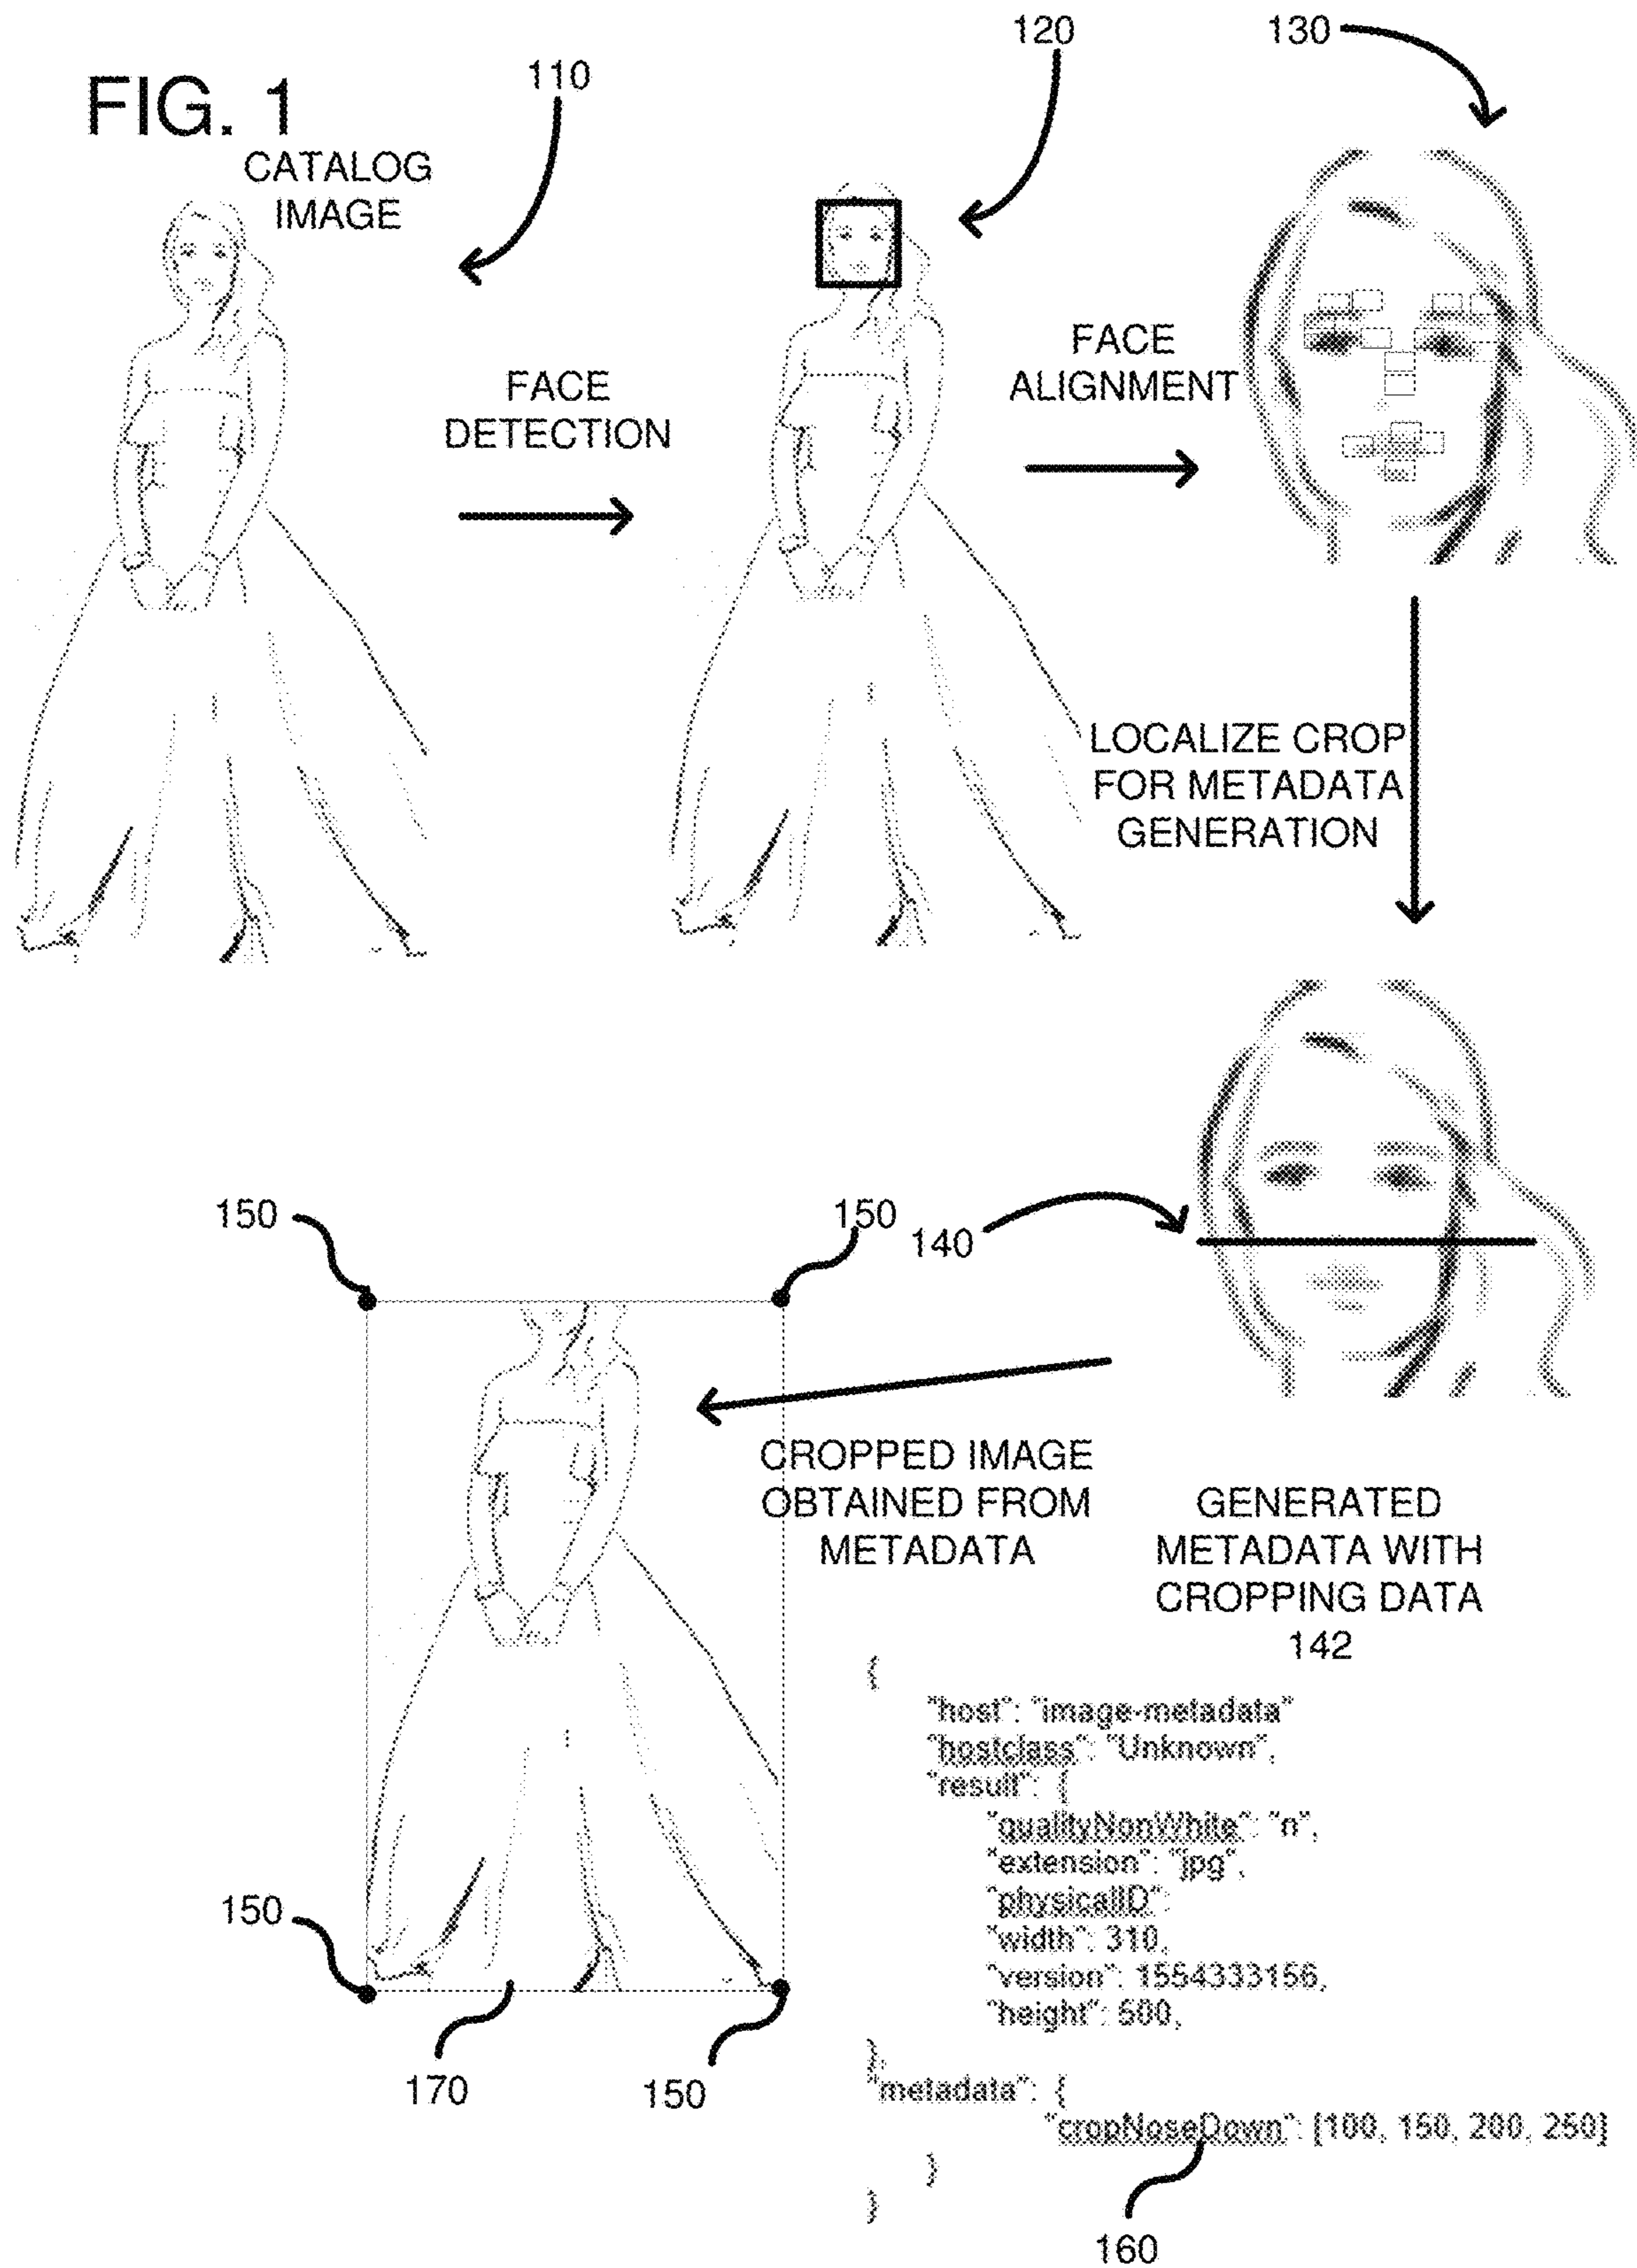 FIG. 1
110
120
130
CATALOG
IMAGE
FACE
DETECTION
FACE
ALIGNMENT
LOCALIZE CROP
FOR METADATA
GENERATION
150
150
140
CROPPED IMAGE
OBTAINED FROM
METADATA
GENERATED
METADATA WITH
CROPPING DATA
142
{
"host": "image-metadata"
"hostclass": "Unknown",
"result": {
"qualityNonWhite": "n",
"extension": "jpg",
"physicalID":
"width": 310,
"version": 1554333156,
"height": 500,
},
"metadata": {
"cropNoseDown": [100, 150, 200, 250]
}
}
150
170
150
160